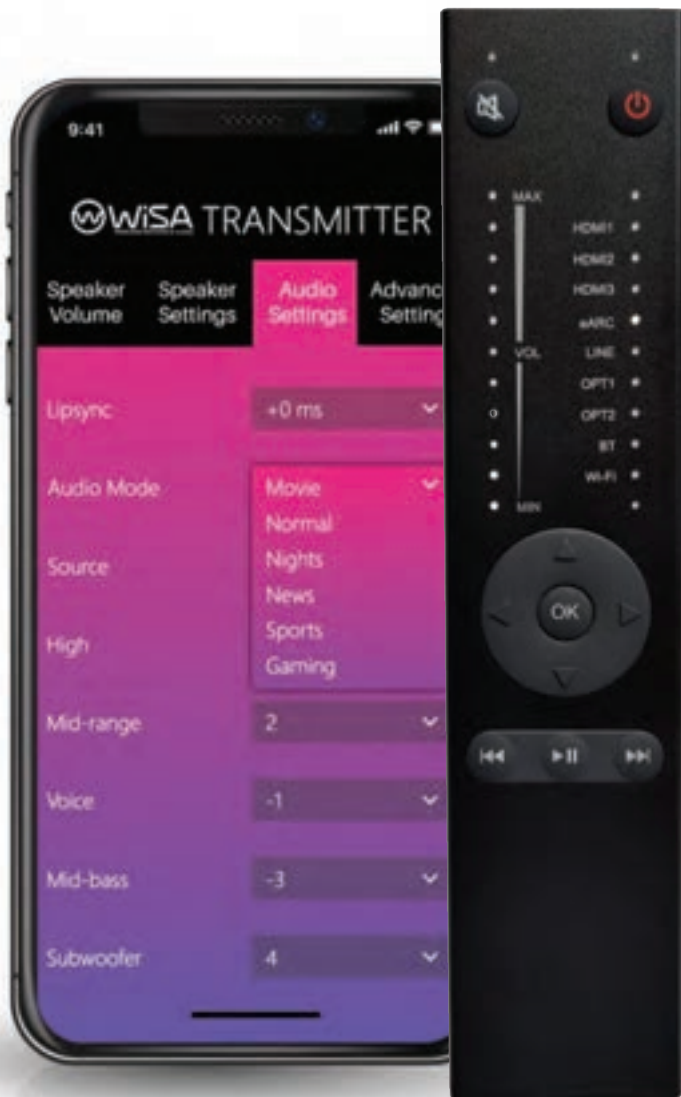 9:41
WiSA TRANSMITTER
Speaker Volume
Speaker Settings
Audio Settings
Advanc
Setting
Lipsync
+0 ms
Audio Mode
Movie
Normal
Nights
News
Sports
Gaming
Source
High
Mid-range
2
Voice
-1
Mid-bass
-3
Subwoofer
4
MAX
VOL
MIN
HDMI1
HDMI2
HDMI3
eARC
LINE
OPT1
OPT2
BT
Wi-Fi
OK